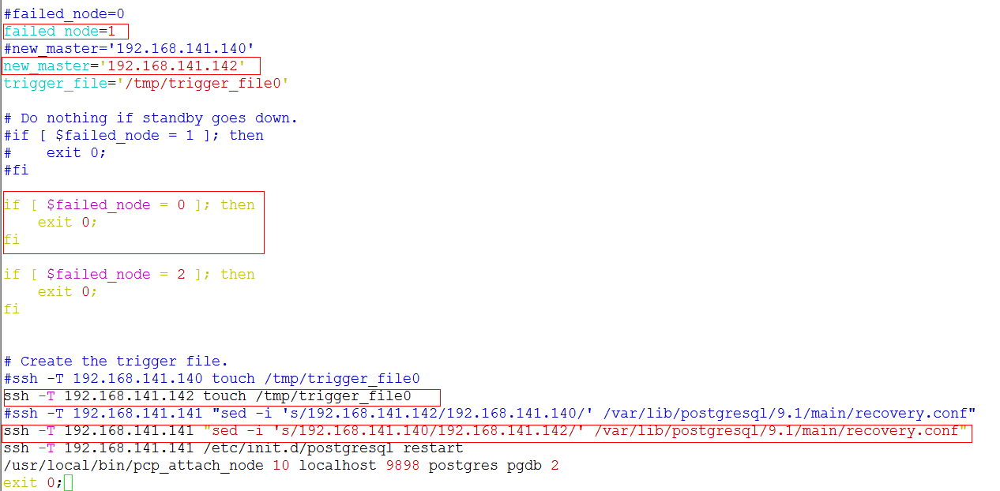 #failed_node=0
failed_node=1
#new_master='192.168.141.140'
new_master='192.168.141.142'
trigger_file='/tmp/trigger_file0'
# Do nothing if standby goes down.
#if [ $failed_node = 1 ]; then
#    exit 0;
#fi
if [ $failed_node = 0 ]; then
    exit 0;
fi
if [ $failed_node = 2 ]; then
    exit 0;
fi
# Create the trigger file.
#ssh -T 192.168.141.140 touch /tmp/trigger_file0
ssh -T 192.168.141.142 touch /tmp/trigger_file0
#ssh -T 192.168.141.141 "sed -i 's/192.168.141.142/192.168.141.140/' /var/lib/postgresql/9.1/main/recovery.conf"
ssh -T 192.168.141.141 "sed -i 's/192.168.141.140/192.168.141.142/' /var/lib/postgresql/9.1/main/recovery.conf"
ssh -T 192.168.141.141 /etc/init.d/postgresql restart
/usr/local/bin/pcp_attach_node 10 localhost 9898 postgres pgdb 2
exit 0;